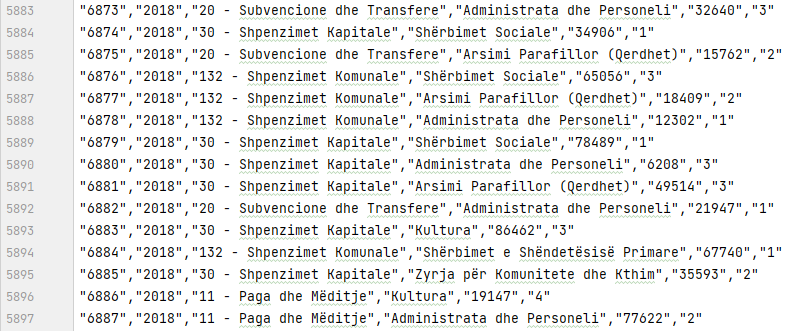 5883 "6873","2018","20 - Subvencione dhe Transfere","Administrata dhe Personeli","32640","3"
5884 "6874","2018","30 - Shpenzimet Kapitale","Shërbimet Sociale","34906","1"
5885 "6875","2018","20 - Subvencione dhe Transfere","Arsimi Parafillor (Qerdhet)","15762","2"
5886 "6876","2018","132 - Shpenzimet Komunale","Shërbimet Sociale","65056","3"
5887 "6877","2018","132 - Shpenzimet Komunale","Arsimi Parafillor (Qerdhet)","18409","2"
5888 "6878","2018","132 - Shpenzimet Komunale","Administrata dhe Personeli","12302","1"
5889 "6879","2018","30 - Shpenzimet Kapitale","Shërbimet Sociale","78489","1"
5890 "6880","2018","30 - Shpenzimet Kapitale","Administrata dhe Personeli","6208","3"
5891 "6881","2018","30 - Shpenzimet Kapitale","Arsimi Parafillor (Qerdhet)","49514","3"
5892 "6882","2018","20 - Subvencione dhe Transfere","Administrata dhe Personeli","21947","1"
5893 "6883","2018","30 - Shpenzimet Kapitale","Kultura","86462","3"
5894 "6884","2018","132 - Shpenzimet Komunale","Shërbimet e Shëndetësisë Primare","67740","1"
5895 "6885","2018","30 - Shpenzimet Kapitale","Zyrja për Komunitete dhe Kthim","35593","2"
5896 "6886","2018","11 - Paga dhe Mëditje","Kultura","19147","4"
5897 "6887","2018","11 - Paga dhe Mëditje","Administrata dhe Personeli","77622","2"